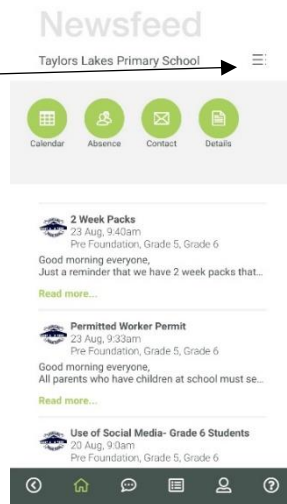 Newsfeed
Taylors Lakes Primary School
Calendar Absence Contact Details
2 Week Packs
23 Aug, 9:40am
Pre Foundation, Grade 5, Grade 6
Good morning everyone,
Just a reminder that we have 2 week packs that...
Read more...
Permitted Worker Permit
23 Aug, 9:33am
Pre Foundation, Grade 5, Grade 6
Good morning everyone,
All parents who have children at school must se...
Read more...
Use of Social Media- Grade 6 Students
20 Aug, 9:0am
Pre Foundation, Grade 5, Grade 6